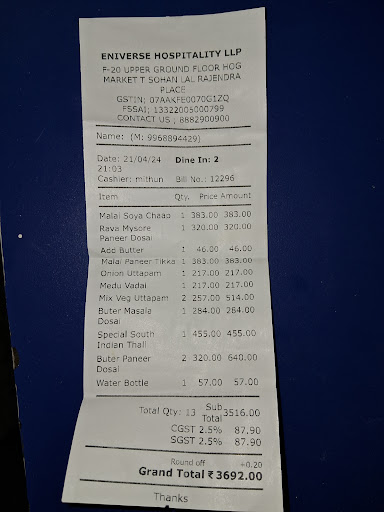 ENIVERSE HOSPITALITY LLP
F-20 UPPER GROUND FLOOR HOG
MARKET T SOHAN LAL RAJENDRA
PLACE
GSTIN: 07AAKFE0070G1ZQ
FSSAI: 13322005000799
CONTACT US : 8882900900
Name: (M: 9968894429)
Date: 21/04/24 Dine In: 2
21:03
Cashier: mithun Bill No.: 12296
Item Qty. Price Amount
Malai Soya Chaap 1 383.00 383.00
Rava Mysore 1 320.00 320.00
Paneer Dosai
Add Butter 1 46.00 46.00
Malai Paneer Tikka 1 383.00 383.00
Onion Uttapam 1 217.00 217.00
Medu Vadai 1 217.00 217.00
Mix Veg Uttapam 2 257.00 514.00
Buter Masala 1 284.00 284.00
Dosai
Special South 1 455.00 455.00
Indian Thali
Buter Paneer 2 320.00 640.00
Dosai
Water Bottle 1 57.00 57.00
Total Qty: 13 Sub 3516.00
Total
CGST 2.5% 87.90
SGST 2.5% 87.90
Round off +0.20
Grand Total ₹ 3692.00
Thanks